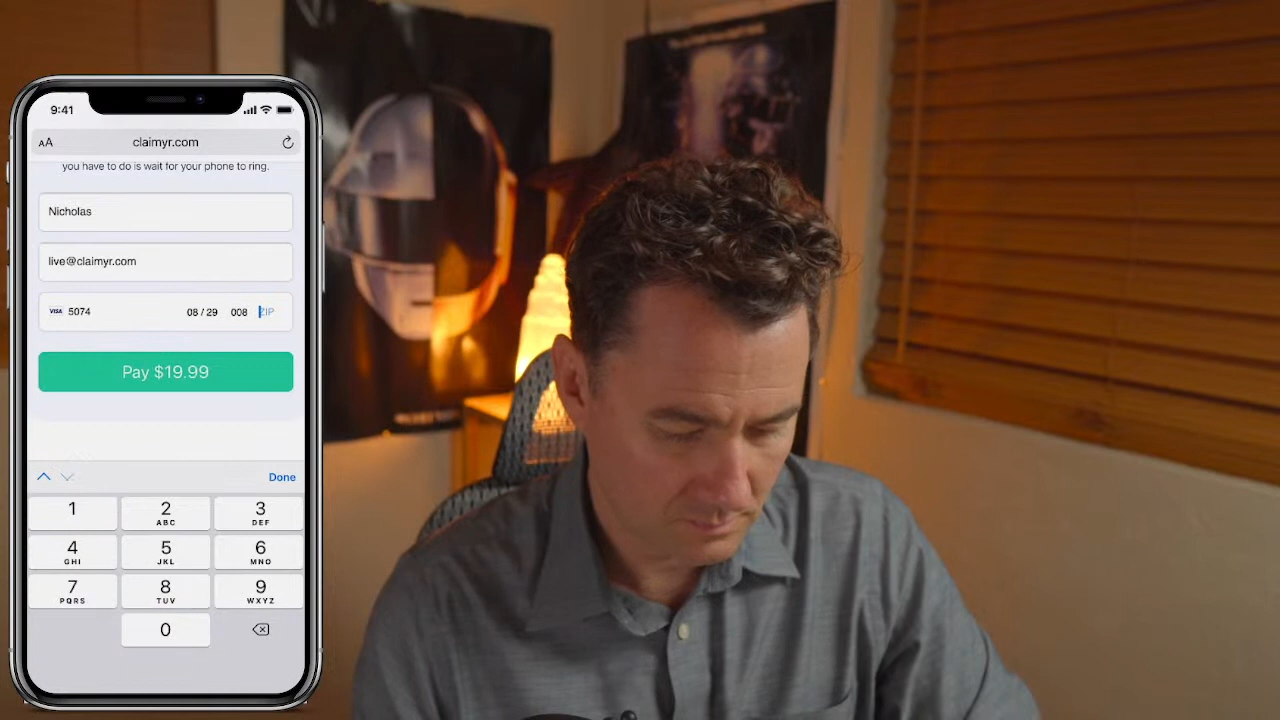 9:41
AA
claimyr.com
you have to do is wait for your phone to ring.
Nicholas
live@claimyr.com
VISA 5074 08 / 29 008 ZIP
Pay $19.99
Done
1
2 ABC
3 DEF
4 GHI
5 JKL
6 MNO
7 PQRS
8 TUV
9 WXYZ
0